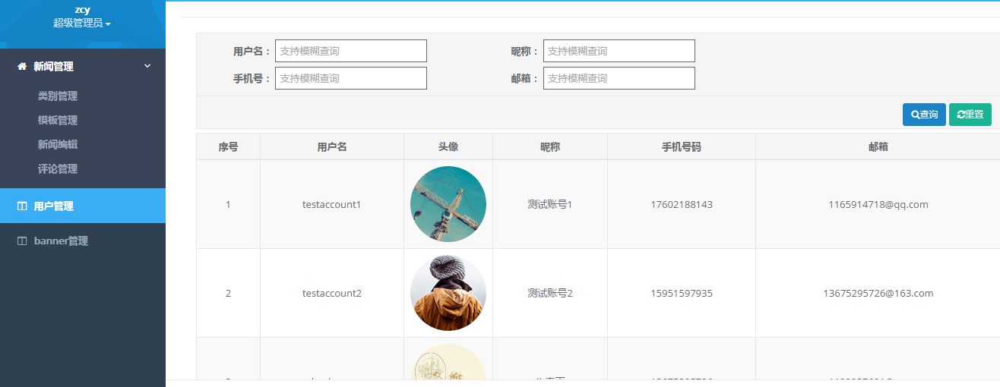 zcy
超级管理员
新闻管理
类别管理
模板管理
新闻编辑
评论管理
用户管理
banner管理
用户名： 支持模糊查询 昵称： 支持模糊查询
手机号： 支持模糊查询 邮箱： 支持模糊查询
查询 重置
序号 用户名 头像 昵称 手机号码 邮箱
1 testaccount1 测试账号1 17602188143 1165914718@qq.com
2 testaccount2 测试账号2 15951597935 13675295726@163.com